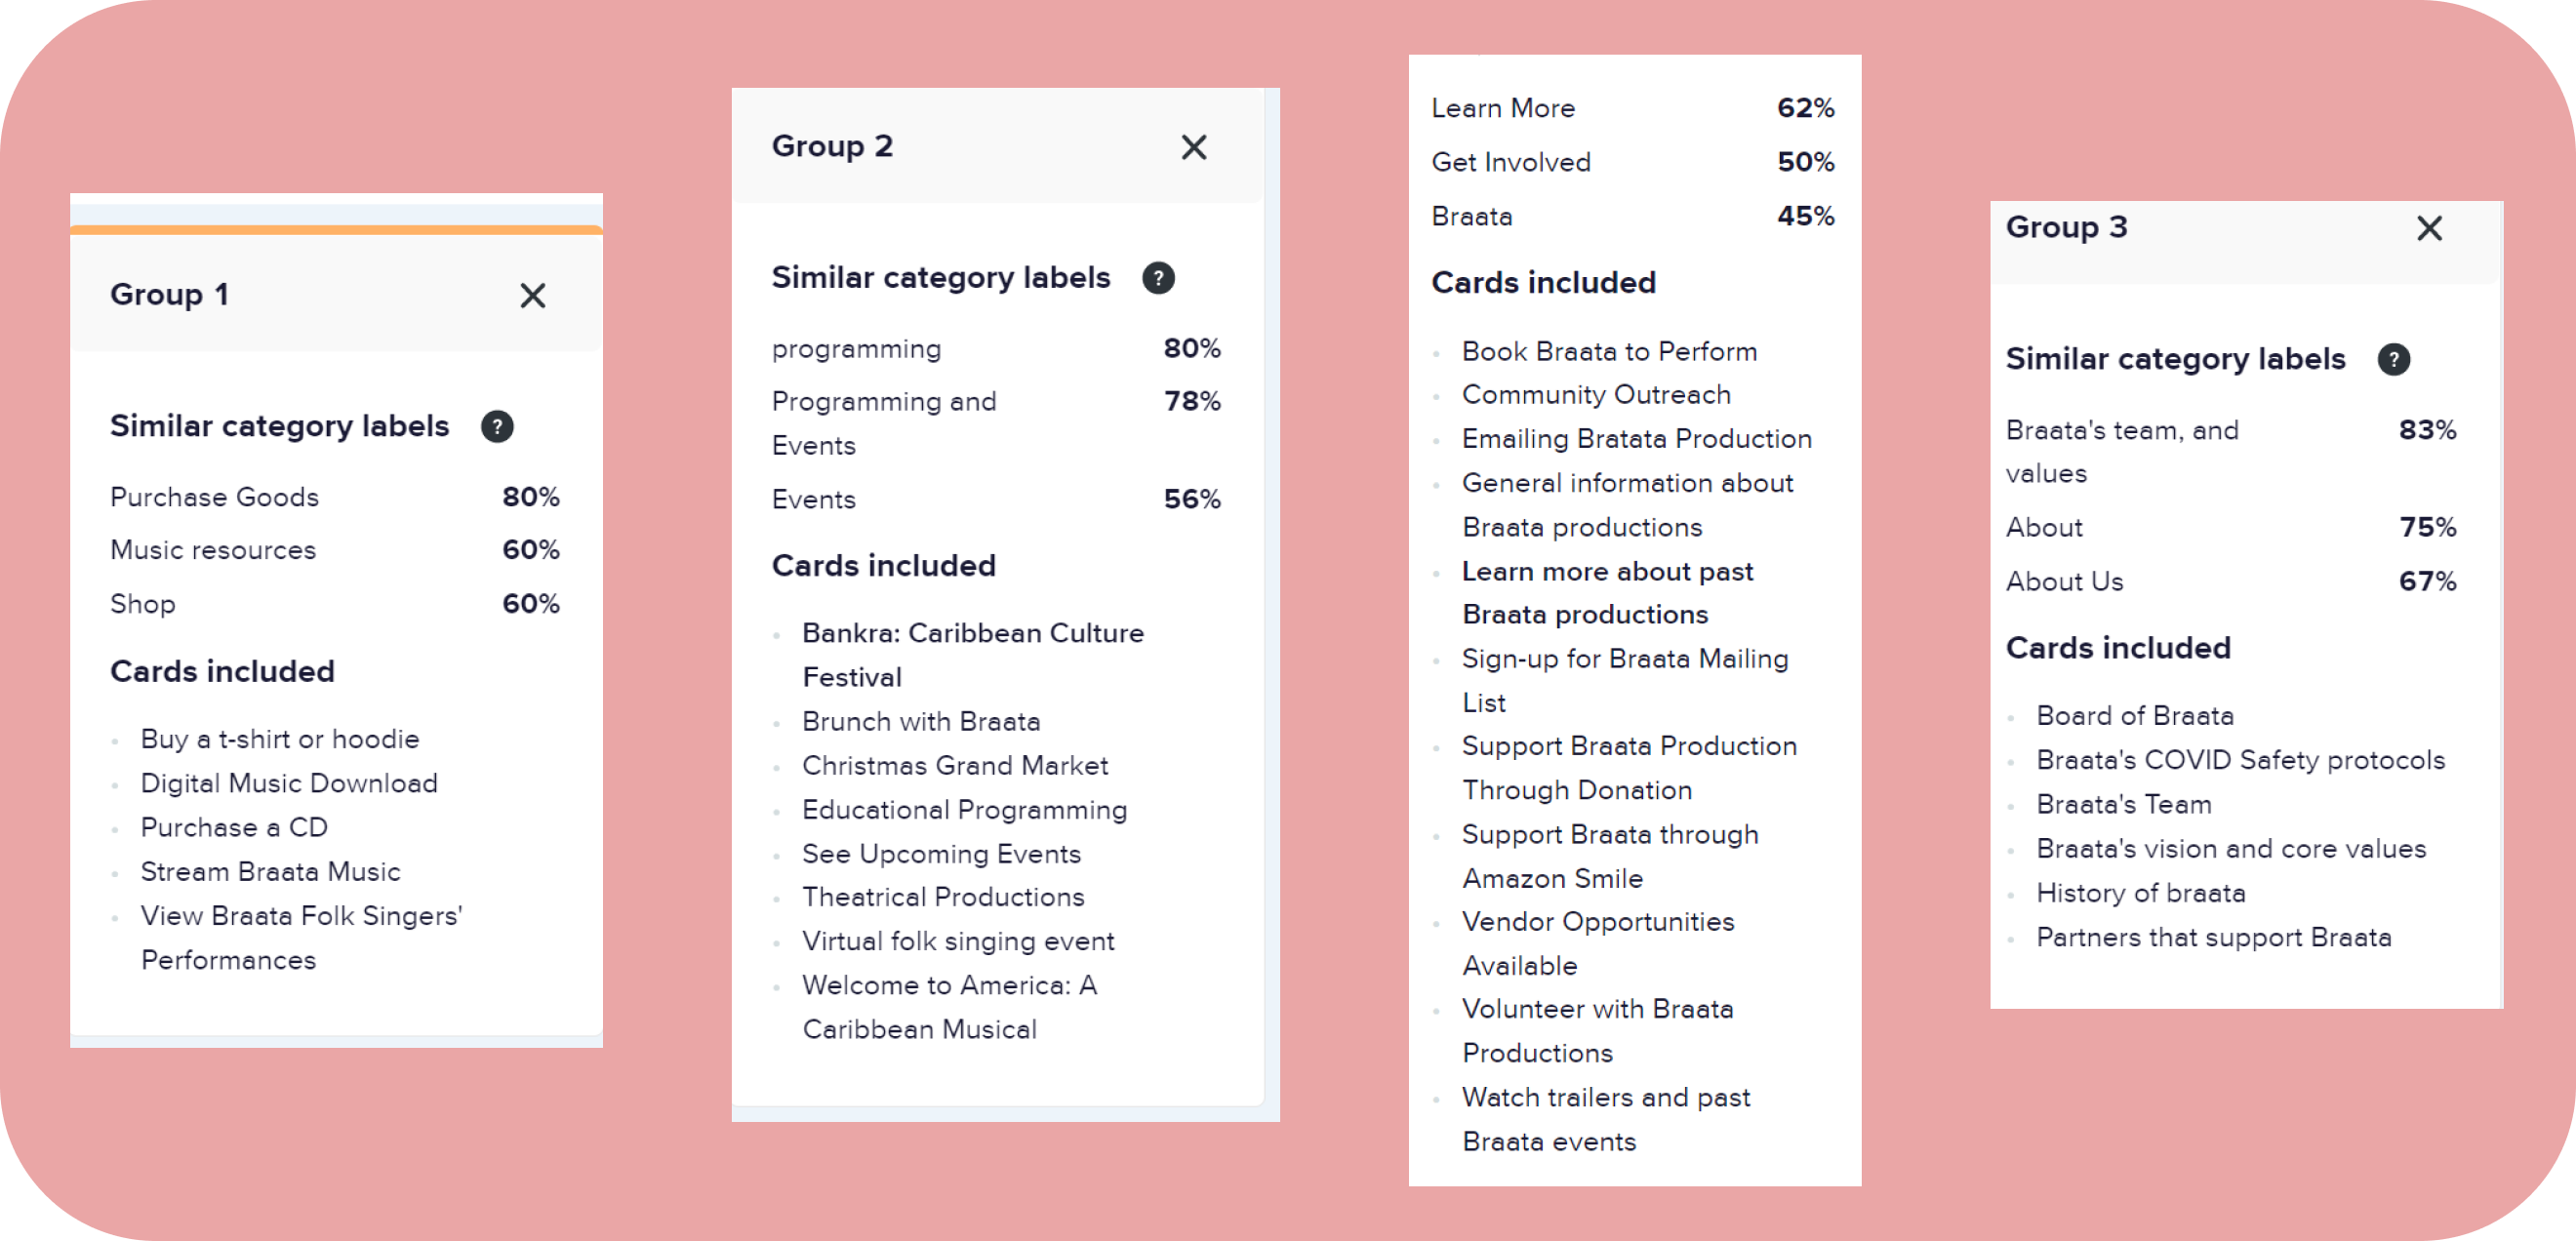 Group 1
Similar category labels ?
Purchase Goods 80%
Music resources 60%
Shop 60%
Cards included
Buy a t-shirt or hoodie
Digital Music Download
Purchase a CD
Stream Braata Music
View Braata Folk Singers'
Performances
Group 2
Similar category labels ?
programming 80%
Programming and 78%
Events
Events 56%
Cards included
Bankra: Caribbean Culture
Festival
Brunch with Braata
Christmas Grand Market
Educational Programming
See Upcoming Events
Theatrical Productions
Virtual folk singing event
Welcome to America: A
Caribbean Musical
Learn More 62%
Get Involved 50%
Braata 45%
Cards included
Book Braata to Perform
Community Outreach
Emailing Bratata Production
General information about
Braata productions
Learn more about past
Braata productions
Sign-up for Braata Mailing
List
Support Braata Production
Through Donation
Support Braata through
Amazon Smile
Vendor Opportunities
Available
Volunteer with Braata
Productions
Watch trailers and past
Braata events
Group 3
Similar category labels ?
Braata's team, and 83%
values
About 75%
About Us 67%
Cards included
Board of Braata
Braata's COVID Safety protocols
Braata's Team
Braata's vision and core values
History of braata
Partners that support Braata